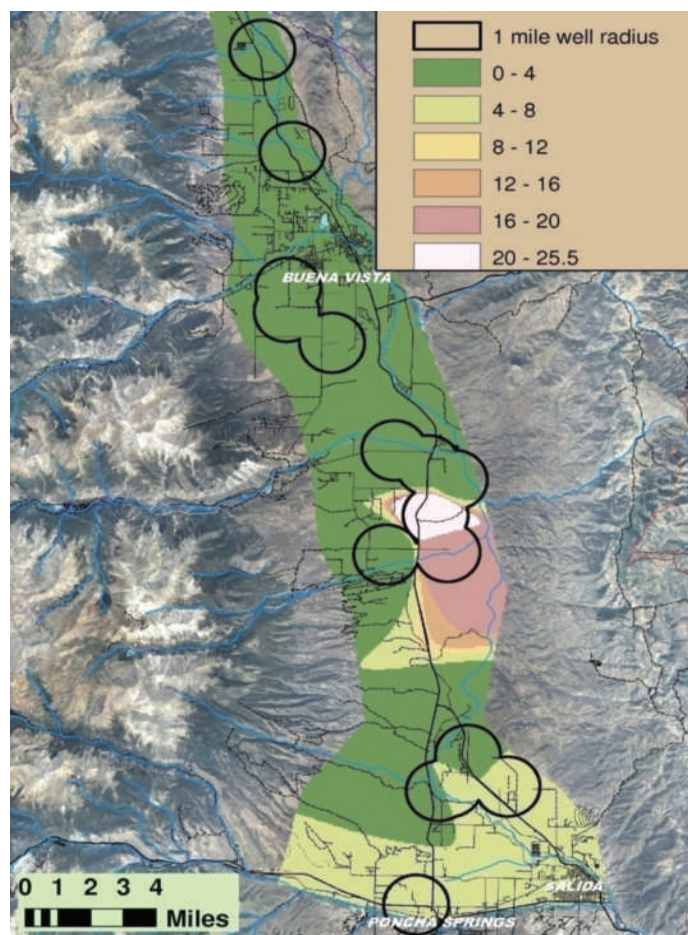 1 mile well radius
0 - 4
4 - 8
8 - 12
12 - 16
16 - 20
20 - 25.5
BUENA VISTA
SALIDA
PONCHA SPRINGS
0 1 2 3 4
Miles